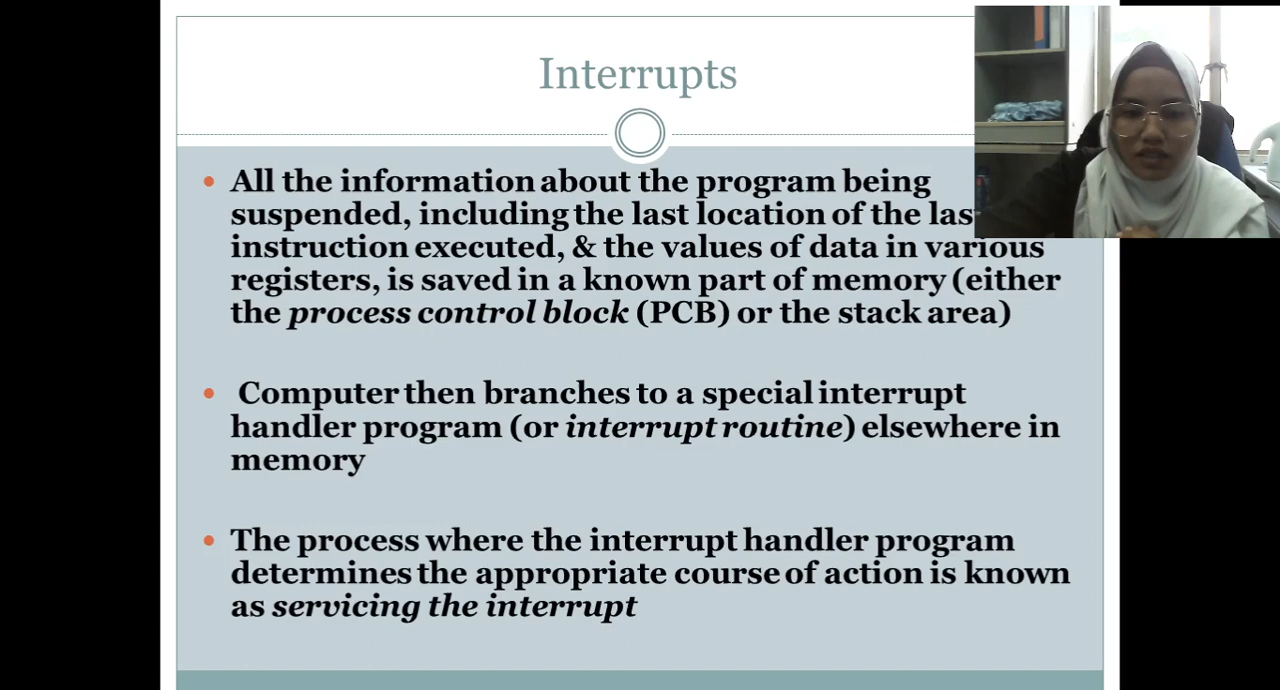 Interrupts
All the information about the program being
suspended, including the last location of the las
instruction executed, & the values of data in various
registers, is saved in a known part of memory (either
the process control block (PCB) or the stack area)
Computer then branches to a special interrupt
handler program (or interrupt routine) elsewhere in
memory
The process where the interrupt handler program
determines the appropriate course of action is known
as servicing the interrupt